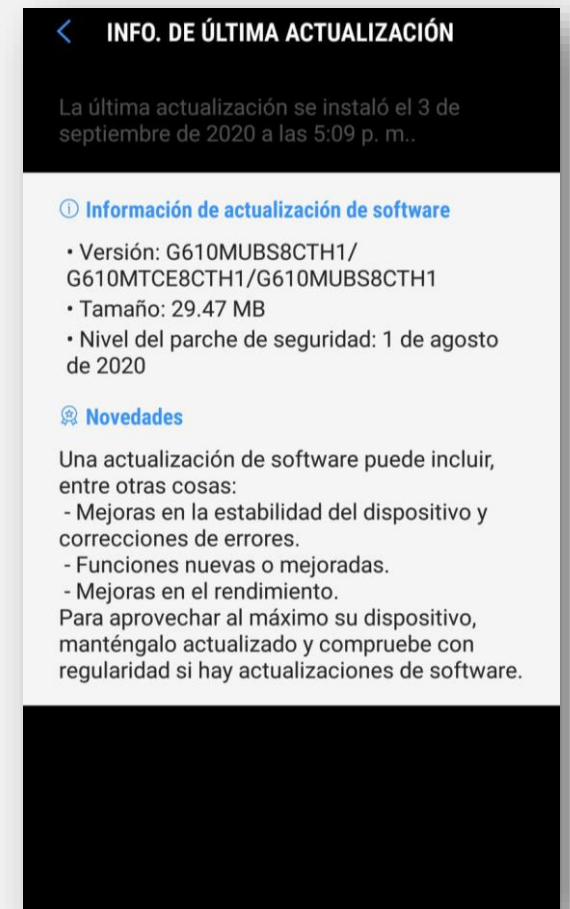 INFO. DE ÚLTIMA ACTUALIZACIÓN
La última actualización se instaló el 3 de
septiembre de 2020 a las 5:09 p. m..
Información de actualización de software
• Versión: G610MUBS8CTH1/
G610MTCE8CTH1/G610MUBS8CTH1
• Tamaño: 29.47 MB
• Nivel del parche de seguridad: 1 de agosto
de 2020
Novedades
Una actualización de software puede incluir,
entre otras cosas:
- Mejoras en la estabilidad del dispositivo y
correcciones de errores.
- Funciones nuevas o mejoradas.
- Mejoras en el rendimiento.
Para aprovechar al máximo su dispositivo,
manténgalo actualizado y compruebe con
regularidad si hay actualizaciones de software.